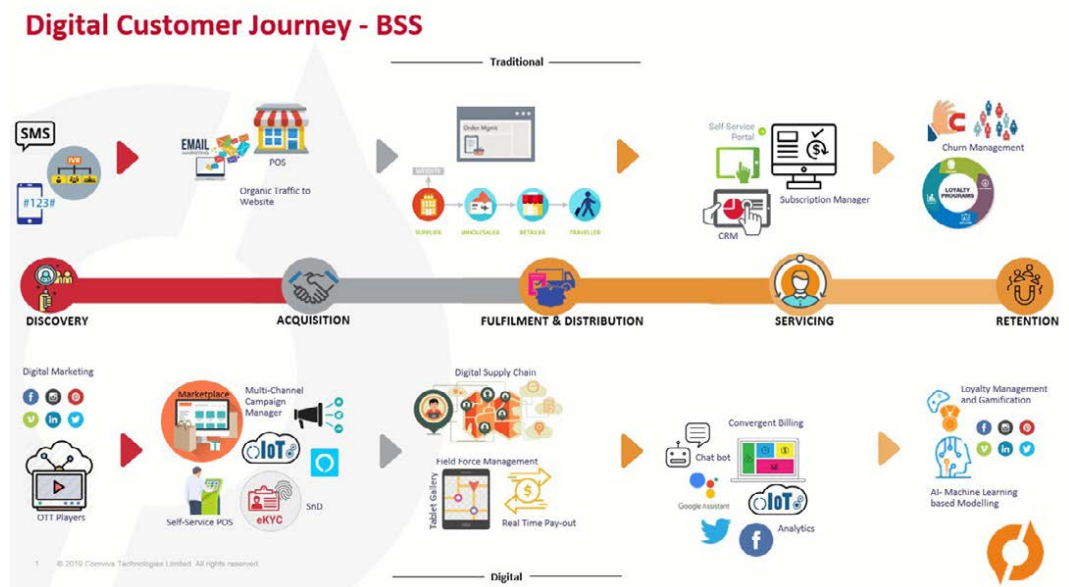 Digital Customer Journey - BSS
Traditional
SMS
IVR
#123#
EMAIL
MARKETING
POS
Organic Traffic to
Website
Order Mgmt
WEBSITE
SUPPLIER
WHOLESALER
RETAILER
TRAVELLER
Self-Service
Portal
CRM
Subscription Manager
Churn Management
LOYALTY
PROGRAMS
DISCOVERY
ACQUISITION
FULFILMENT & DISTRIBUTION
SERVICING
RETENTION
Digital Marketing
OTT Players
Marketplace
Multi-Channel
Campaign
Manager
IoT
Self-Service POS
eKYC
SnD
Digital Supply Chain
Field Force Management
Tablet Gallery
Real Time Pay-out
Convergent Billing
Chat bot
Google Assistant
IoT
Analytics
Loyalty Management
and Gamification
AI- Machine Learning
based Modelling
1
© 2019 Comviva Technologies Limited. All rights reserved.
Digital